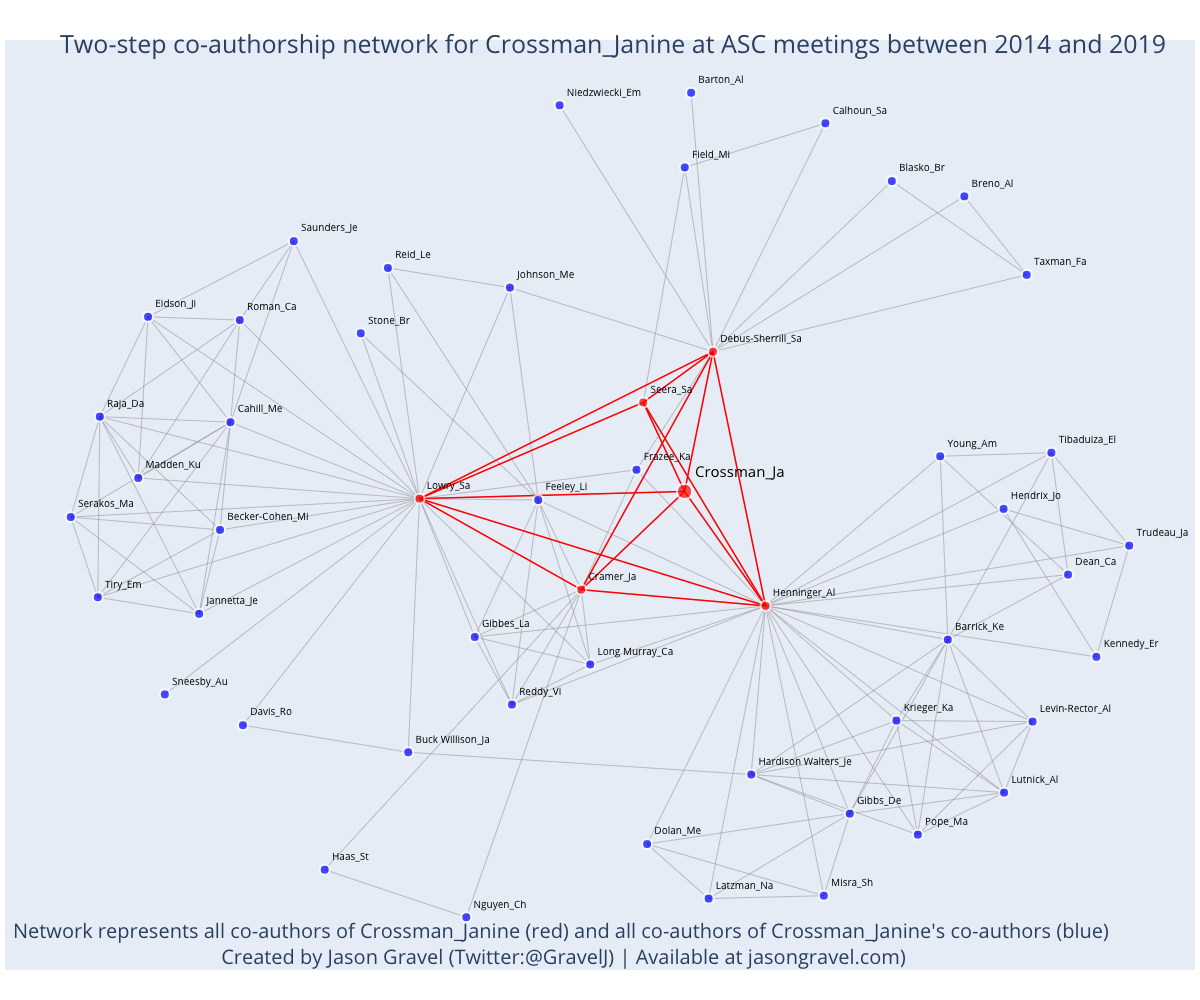 Two-step co-authorship network for Crossman_Janine at ASC meetings between 2014 and 2019
Barton_Al
Niedzwiecki_Em
Calhoun_Sa
Field_Mi
Blasko_Br
Breno_Al
Saunders_Je
Reid_Le
Taxman_Fa
Johnson_Me
Eidson_Ji
Roman_Ca
Stone_Br
Debus-Sherrill_Sa
Seera_Sa
Raja_Da
Cahill_Me
Young_Am
Tibaduiza_El
Frazee_Ka
Crossman_Ja
Madden_Ku
Lowry_Sa
Feeley_Li
Hendrix_Jo
Serakos_Ma
Becker-Cohen_Mi
Trudeau_Ja
Dean_Ca
Cramer_Ja
Tiry_Em
Henninger_Al
Jannetta_Je
Gibbes_La
Barrick_Ke
Kennedy_Er
Long Murray_Ca
Sneesby_Au
Reddy_Vi
Krieger_Ka
Levin-Rector_Al
Davis_Ro
Buck Willison_Ja
Hardison Walters_Je
Lutnick_Al
Gibbs_De
Pope_Ma
Dolan_Me
Haas_St
Latzman_Na
Misra_Sh
Nguyen_Ch
Network represents all co-authors of Crossman_Janine (red) and all co-authors of Crossman_Janine's co-authors (blue)
Created by Jason Gravel (Twitter:@GravelJ) | Available at jasongravel.com)